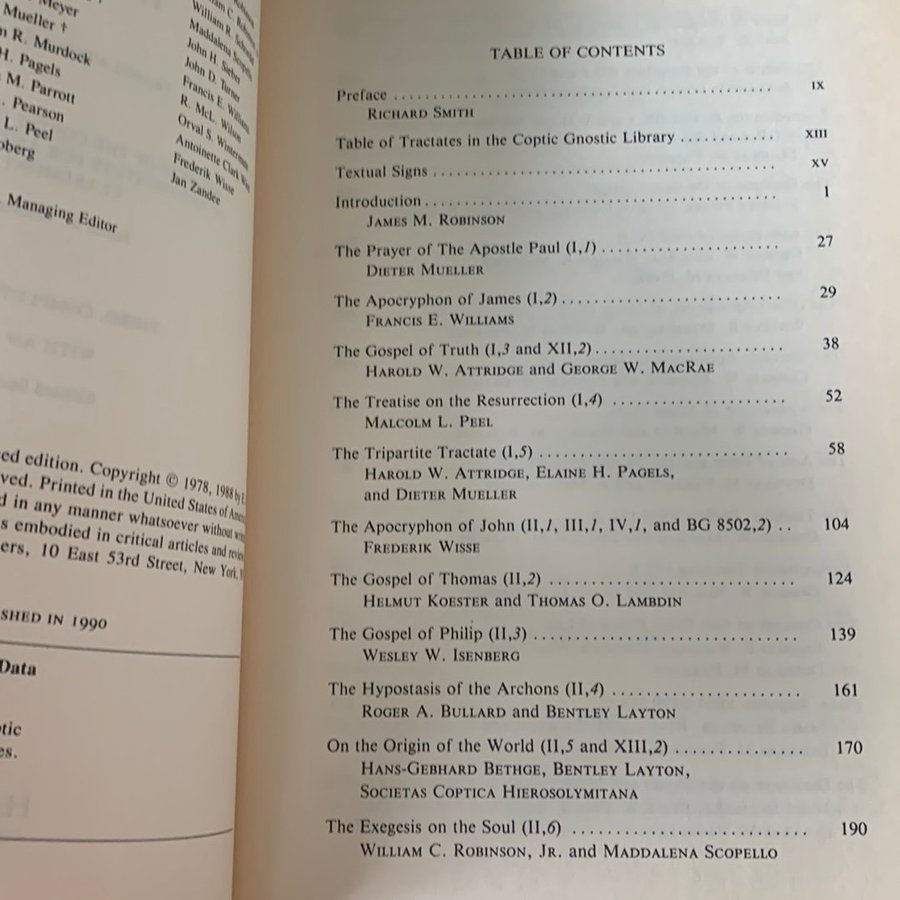 Meyer
Mueller †
R. Murdock
H. Pagels
M. Parrott
Pearson
L. Peel
William R.
Maddalena
John H. Sieber
John D. Turner
Francis E. Williams
R. McL. Wilson
Orval S. Wintermute
Antoinette Clark
Frederik Wisse
Jan Zandee
Managing Editor
ed edition. Copyright © 1978, 1988 by E
ved. Printed in the United States of
d in any manner whatsoever without
s embodied in critical articles and
ers, 10 East 53rd Street, New York,
SHED IN 1990
Data
tic
es.
TABLE OF CONTENTS
Preface ........ IX
RICHARD SMITH
Table of Tractates in the Coptic Gnostic Library ........ XIII
Textual Signs ........ XV
Introduction ........ 1
JAMES M. ROBINSON
The Prayer of The Apostle Paul (I,1) ........ 27
DIETER MUELLER
The Apocryphon of James (I,2) ........ 29
FRANCIS E. WILLIAMS
The Gospel of Truth (I,3 and XII,2) ........ 38
HAROLD W. ATTRIDGE and GEORGE W. MACRAE
The Treatise on the Resurrection (I,4) ........ 52
MALCOLM L. PEEL
The Tripartite Tractate (I,5) ........ 58
HAROLD W. ATTRIDGE, ELAINE H. PAGELS,
and DIETER MUELLER
The Apocryphon of John (II,1, III,1, IV,1, and BG 8502,2) .. 104
FREDERIK WISSE
The Gospel of Thomas (II,2) ........ 124
HELMUT KOESTER and THOMAS O. LAMBDIN
The Gospel of Philip (II,3) ........ 139
WESLEY W. ISENBERG
The Hypostasis of the Archons (II,4) ........ 161
ROGER A. BULLARD and BENTLEY LAYTON
On the Origin of the World (II,5 and XIII,2) ........ 170
HANS-GEBHARD BETHGE, BENTLEY LAYTON,
SOCIETAS COPTICA HIEROSOLYMITANA
The Exegesis on the Soul (II,6) ........ 190
WILLIAM C. ROBINSON, JR. and MADDALENA SCOPELLO